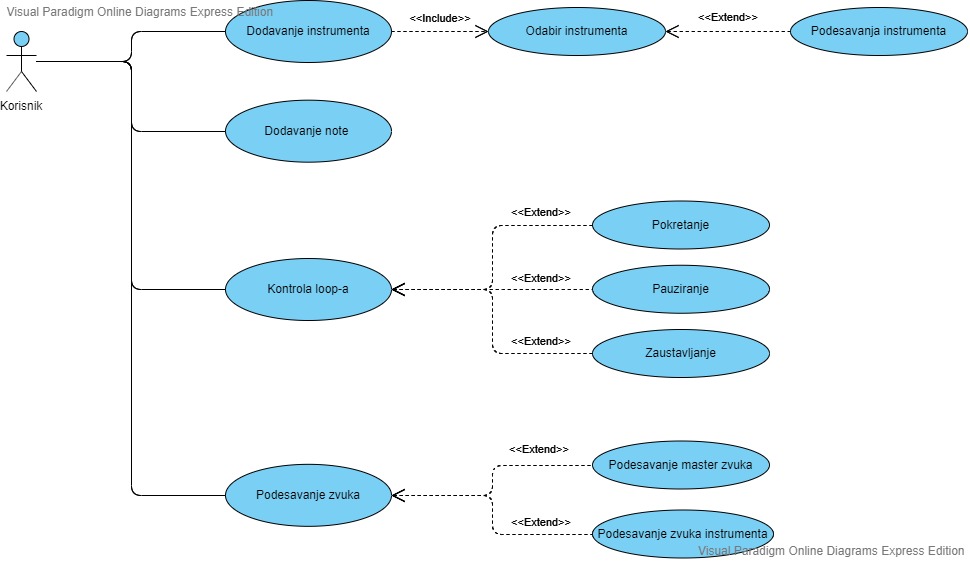 Visual Paradigm Online Diagrams Express Edition
Korisnik
Dodavanje instrumenta
<<Include>>
Odabir instrumenta
<<Extend>>
Podesavanja instrumenta
Dodavanje note
Kontrola loop-a
<<Extend>>
Pokretanje
<<Extend>>
Pauziranje
<<Extend>>
Zaustavljanje
Podesavanje zvuka
<<Extend>>
Podesavanje master zvuka
<<Extend>>
Podesavanje zvuka instrumenta
Visual Paradigm Online Diagrams Express Edition